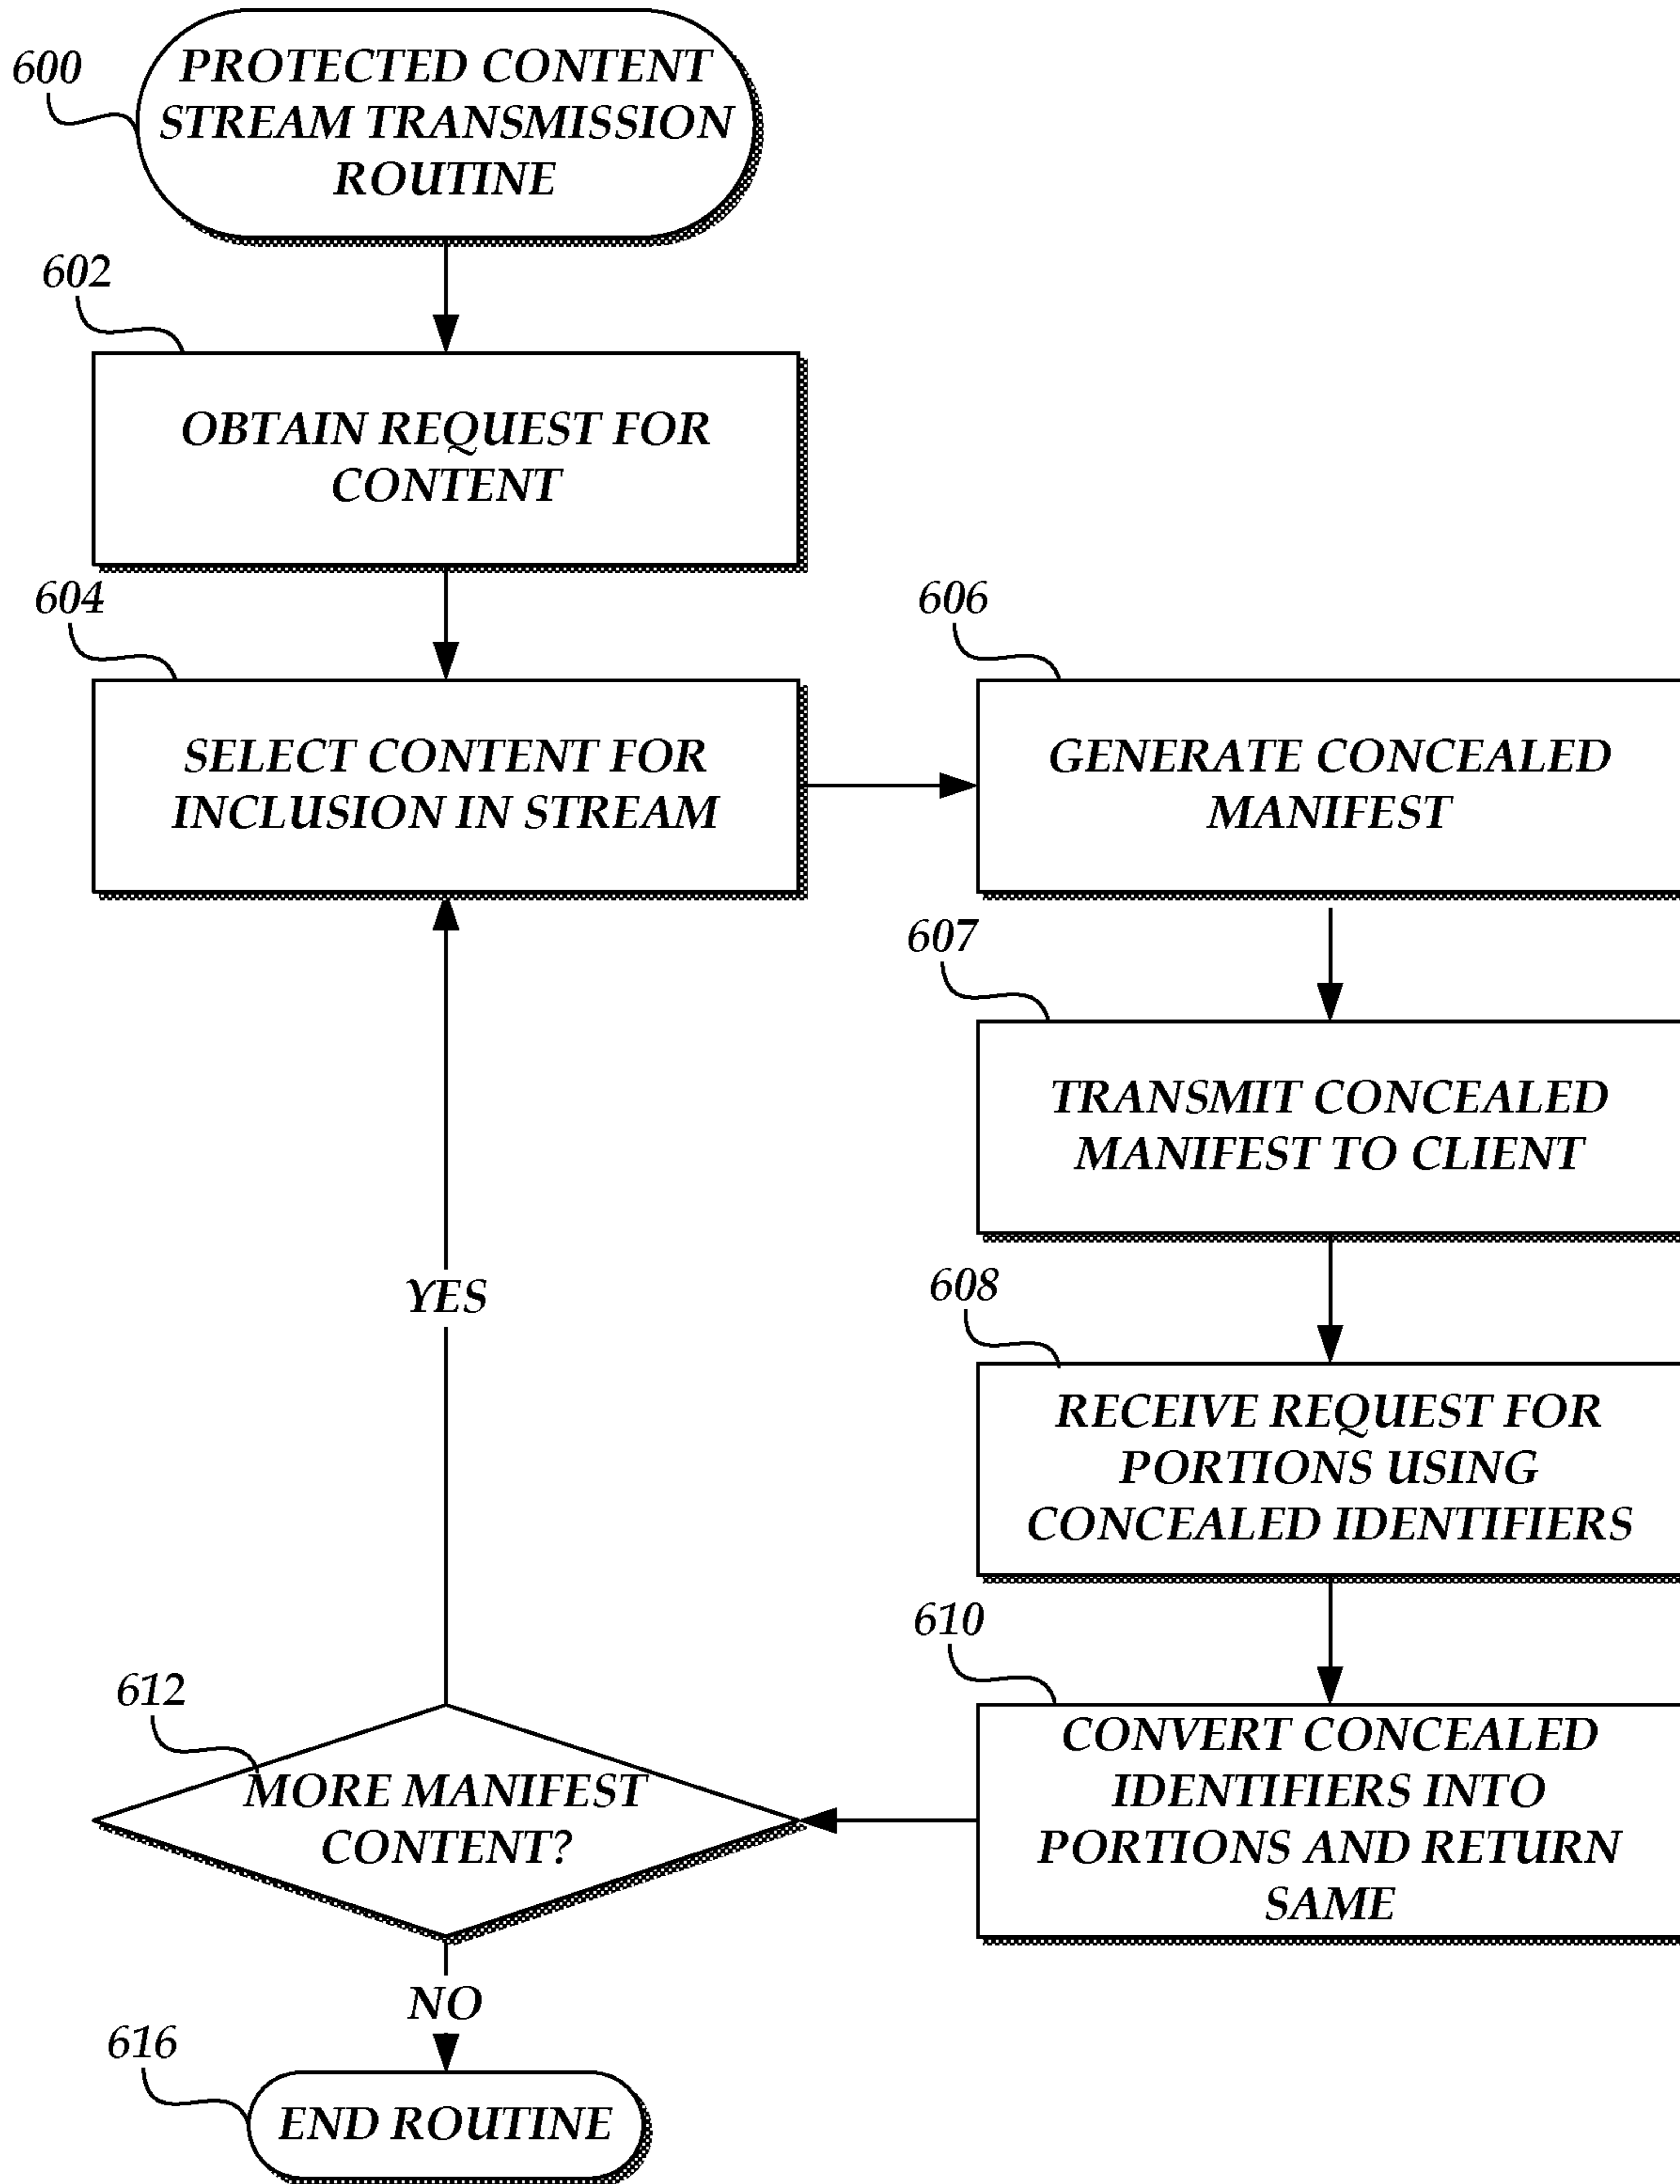 600
PROTECTED CONTENT
STREAM TRANSMISSION
ROUTINE
602
OBTAIN REQUEST FOR
CONTENT
604
SELECT CONTENT FOR
INCLUSION IN STREAM
606
GENERATE CONCEALED
MANIFEST
607
TRANSMIT CONCEALED
MANIFEST TO CLIENT
608
RECEIVE REQUEST FOR
PORTIONS USING
CONCEALED IDENTIFIERS
610
CONVERT CONCEALED
IDENTIFIERS INTO
PORTIONS AND RETURN
SAME
612
MORE MANIFEST
CONTENT?
YES
NO
616
END ROUTINE